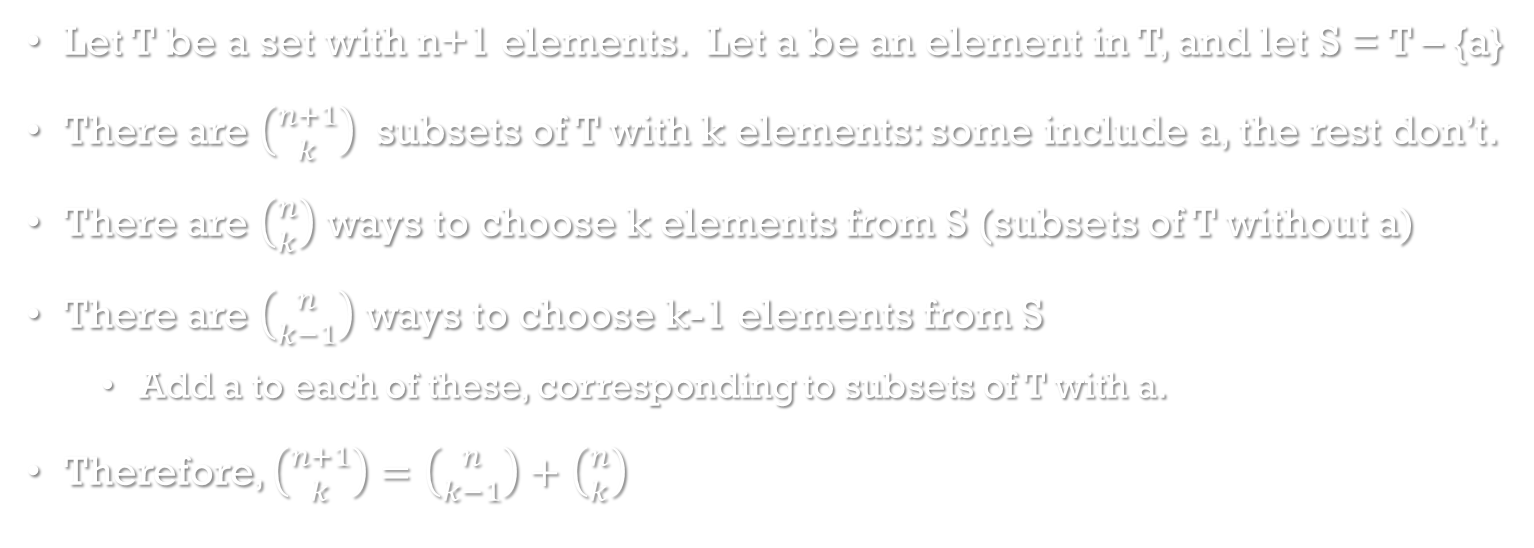 • Let T be a set with n+1 elements.  Let a be an element in T, and let S = T – {a}
• There are $\binom{n+1}{k}$ subsets of T with k elements: some include a, the rest don't.
• There are $\binom{n}{k}$ ways to choose k elements from S (subsets of T without a)
• There are $\binom{n}{k-1}$ ways to choose k-1 elements from S
• Add a to each of these, corresponding to subsets of T with a.
• Therefore, $\binom{n+1}{k} = \binom{n}{k-1} + \binom{n}{k}$